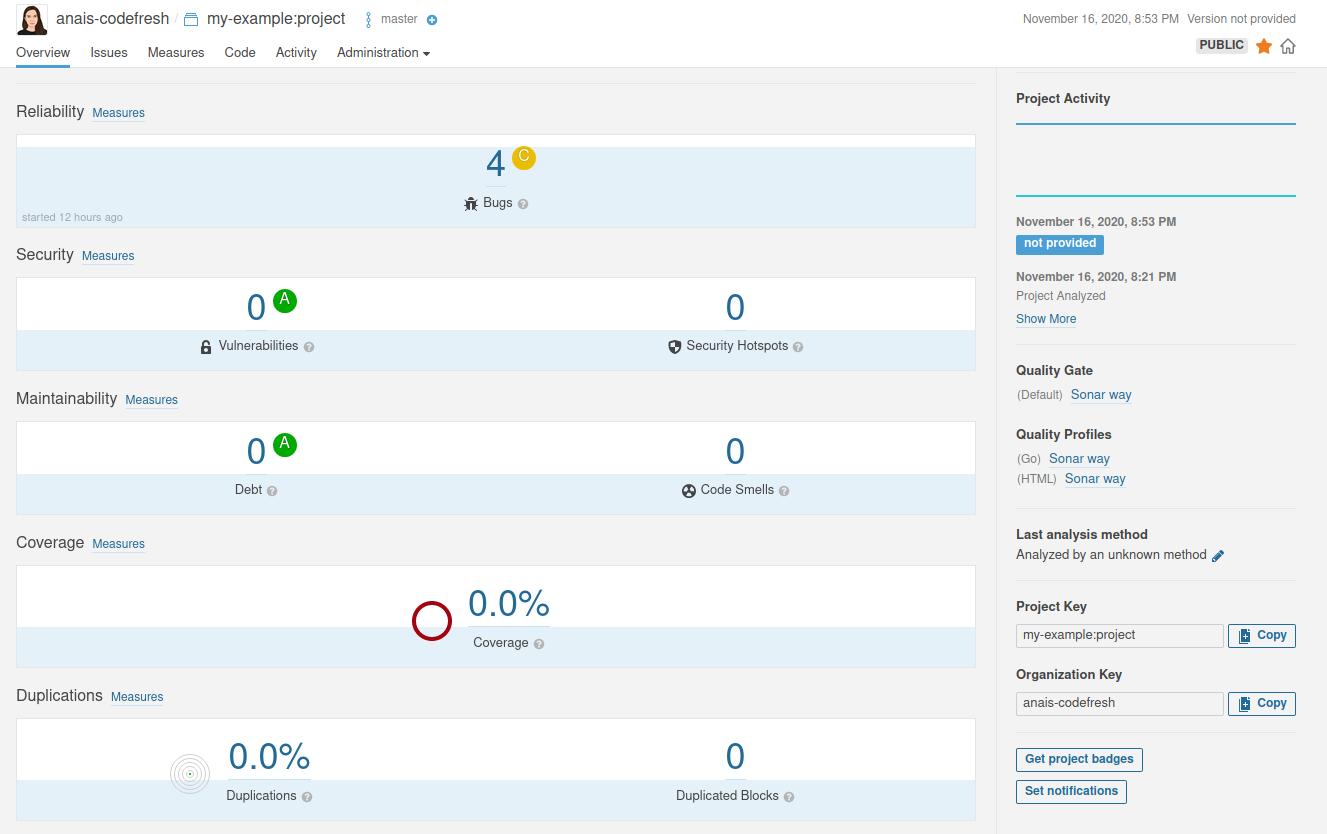 anais-codefresh / my-example:project master
November 16, 2020, 8:53 PM Version not provided
Overview Issues Measures Code Activity Administration
PUBLIC
Reliability Measures
4 C
Bugs ?
started 12 hours ago
Security Measures
0 A
Vulnerabilities ?
0
Security Hotspots ?
Maintainability Measures
0 A
Debt ?
0
Code Smells ?
Coverage Measures
0.0%
Coverage ?
Duplications Measures
0.0%
Duplications ?
0
Duplicated Blocks ?
Project Activity
November 16, 2020, 8:53 PM
not provided
November 16, 2020, 8:21 PM
Project Analyzed
Show More
Quality Gate
(Default) Sonar way
Quality Profiles
(Go) Sonar way
(HTML) Sonar way
Last analysis method
Analyzed by an unknown method
Project Key
my-example:project Copy
Organization Key
anais-codefresh Copy
Get project badges
Set notifications